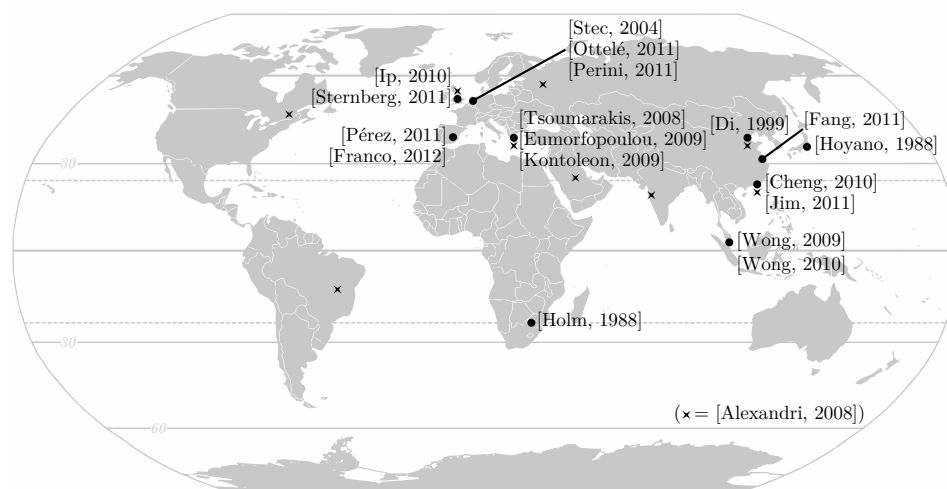 [Stec, 2004]
[Ottelé, 2011]
[Perini, 2011]
[Ip, 2010]
[Sternberg, 2011]
[Tsoumarakis, 2008]
[Eumorfopoulou, 2009]
[Kontoleon, 2009]
[Pérez, 2011]
[Franco, 2012]
[Di, 1999]
[Fang, 2011]
[Hoyano, 1988]
30
[Cheng, 2010]
[Jim, 2011]
[Wong, 2009]
[Wong, 2010]
[Holm, 1988]
30
(×= [Alexandri, 2008])
60